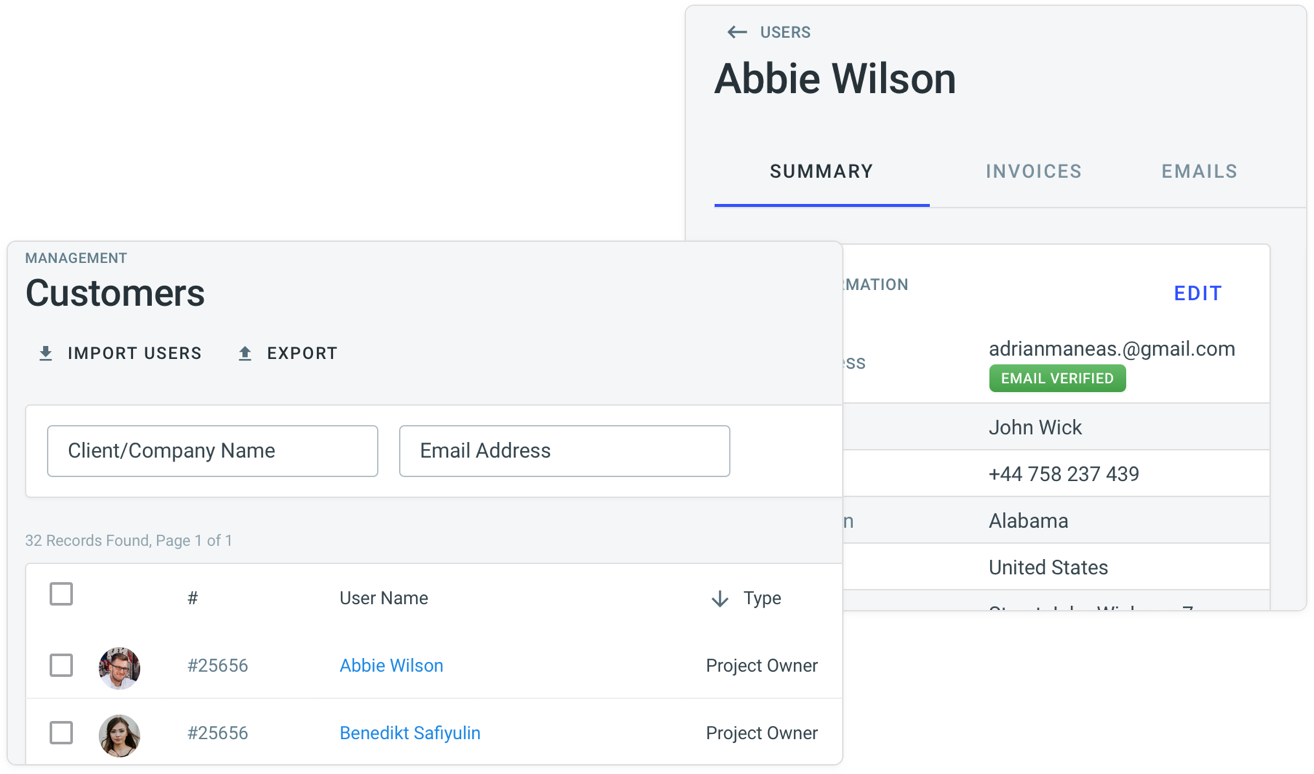 USERS
Abbie Wilson
SUMMARY INVOICES EMAILS
MATION EDIT
adrianmaneas.@gmail.com
ess
EMAIL VERIFIED
John Wick
+44 758 237 439
n Alabama
United States
MANAGEMENT
Customers
IMPORT USERS EXPORT
Client/Company Name Email Address
32 Records Found, Page 1 of 1
# User Name Type
#25656 Abbie Wilson Project Owner
#25656 Benedikt Safiyulin Project Owner